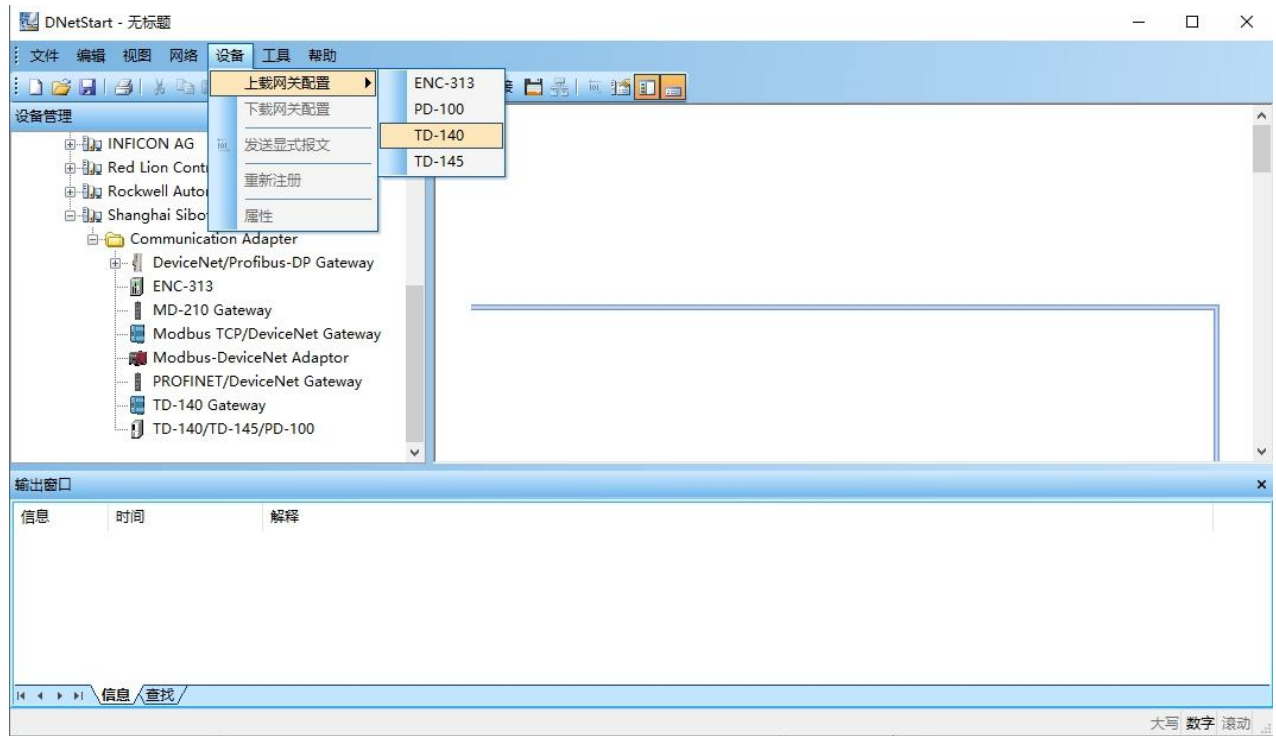 DNetStart - 无标题
文件 编辑 视图 网络 设备 工具 帮助
上载网关配置
下载网关配置
发送显式报文
重新注册
属性
ENC-313
PD-100
TD-140
TD-145
设备管理
INFICON AG
Red Lion Cont
Rockwell Auto
Shanghai Sibo
Communication Adapter
DeviceNet/Profibus-DP Gateway
ENC-313
MD-210 Gateway
Modbus TCP/DeviceNet Gateway
Modbus-DeviceNet Adaptor
PROFINET/DeviceNet Gateway
TD-140 Gateway
TD-140/TD-145/PD-100
输出窗口
信息 时间 解释
信息 查找
大写 数字 滚动